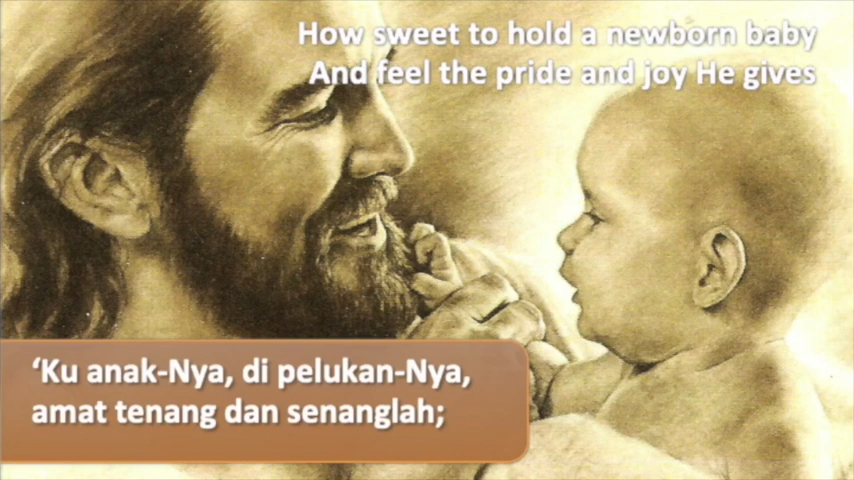 How sweet to hold a newborn baby
And feel the pride and joy He gives
‘Ku anak-Nya, di pelukan-Nya,
amat tenang dan senanglah;